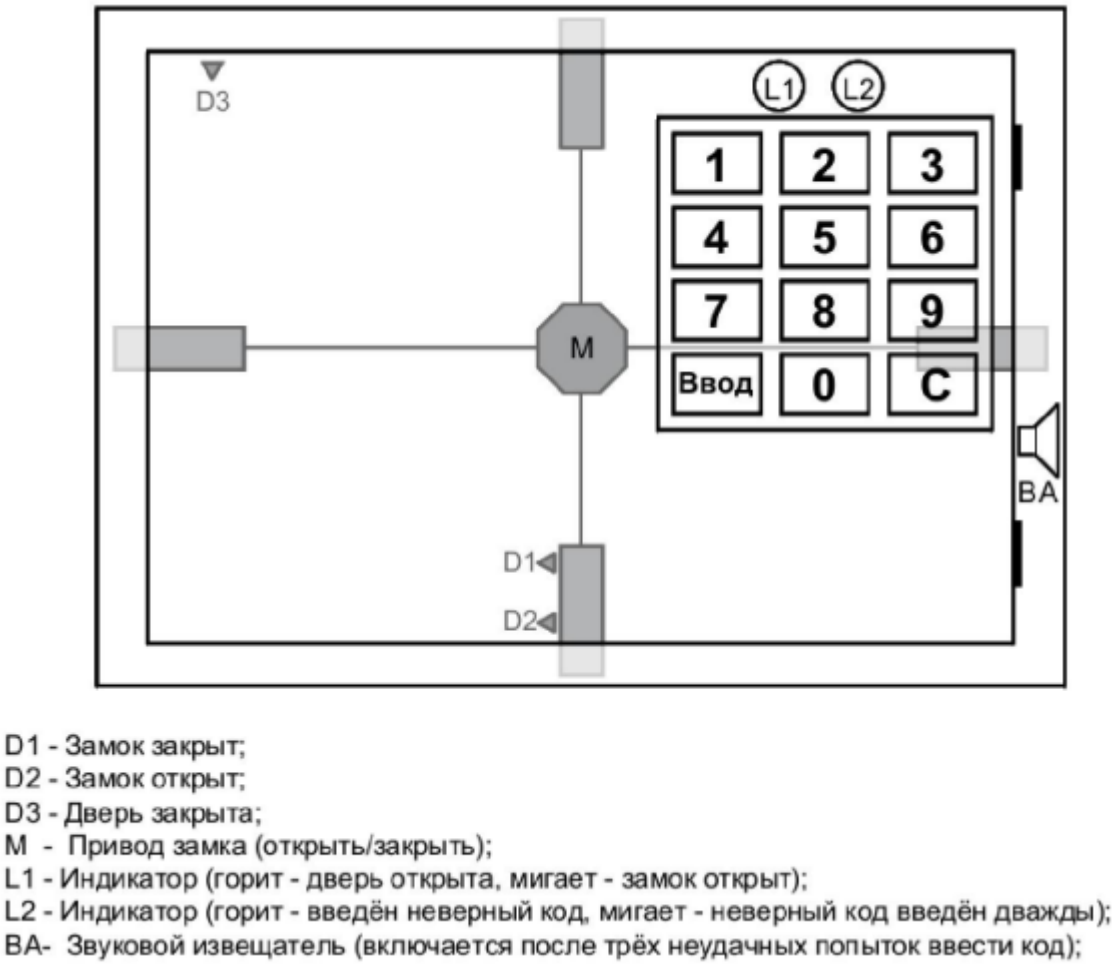 D3
L1 L2
1 2 3
4 5 6
7 8 9
Ввод 0 C
M
BA
D1
D2
D1 - Замок закрыт;
D2 - Замок открыт;
D3 - Дверь закрыта;
M - Привод замка (открыть/закрыть);
L1 - Индикатор (горит - дверь открыта, мигает - замок открыт);
L2 - Индикатор (горит - введён неверный код, мигает - неверный код введён дважды);
BA- Звуковой извещатель (включается после трёх неудачных попыток ввести код);